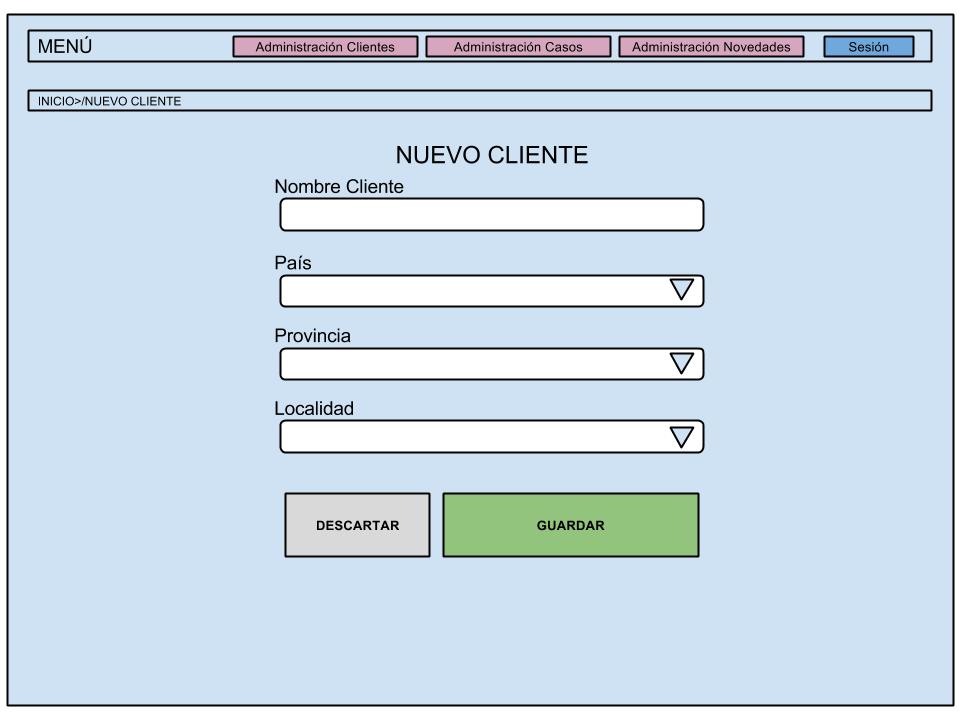 MENÚ Administración Clientes Administración Casos Administración Novedades Sesión
INICIO>/NUEVO CLIENTE
NUEVO CLIENTE
Nombre Cliente
País
Provincia
Localidad
DESCARTAR GUARDAR